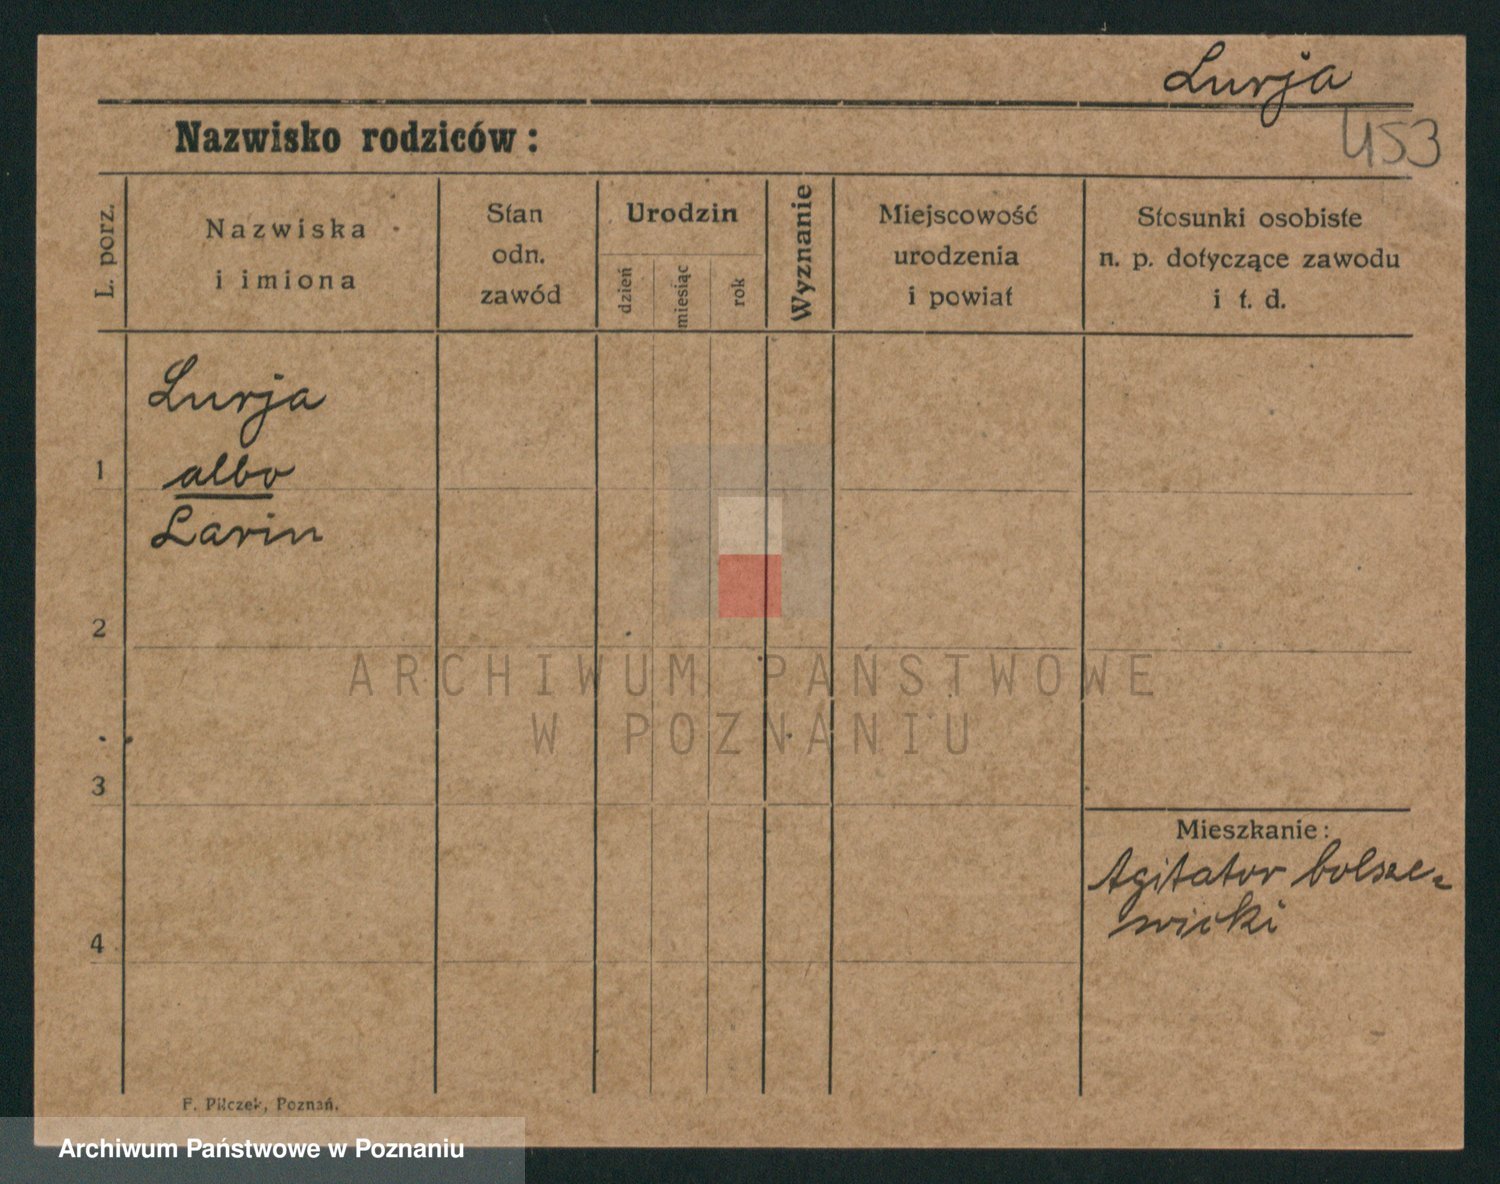 Lurja
453
Nazwisko rodziców:
L. porz.
Nazwiska
i imiona
Stan
odn.
zawód
Urodzin
dzień
miesiąc
rok
Wyznanie
Miejscowość
urodzenia
i powiat
Stosunki osobiste
n. p. dotyczące zawodu
i t. d.
Lurja
1
albo
Larin
2
ARCHIWUM PAŃSTWOWE
W POZNANIU
3
Mieszkanie:
Agitator bolsze-
wicki
4
F. Pilczek, Poznań.
Archiwum Państwowe w Poznaniu